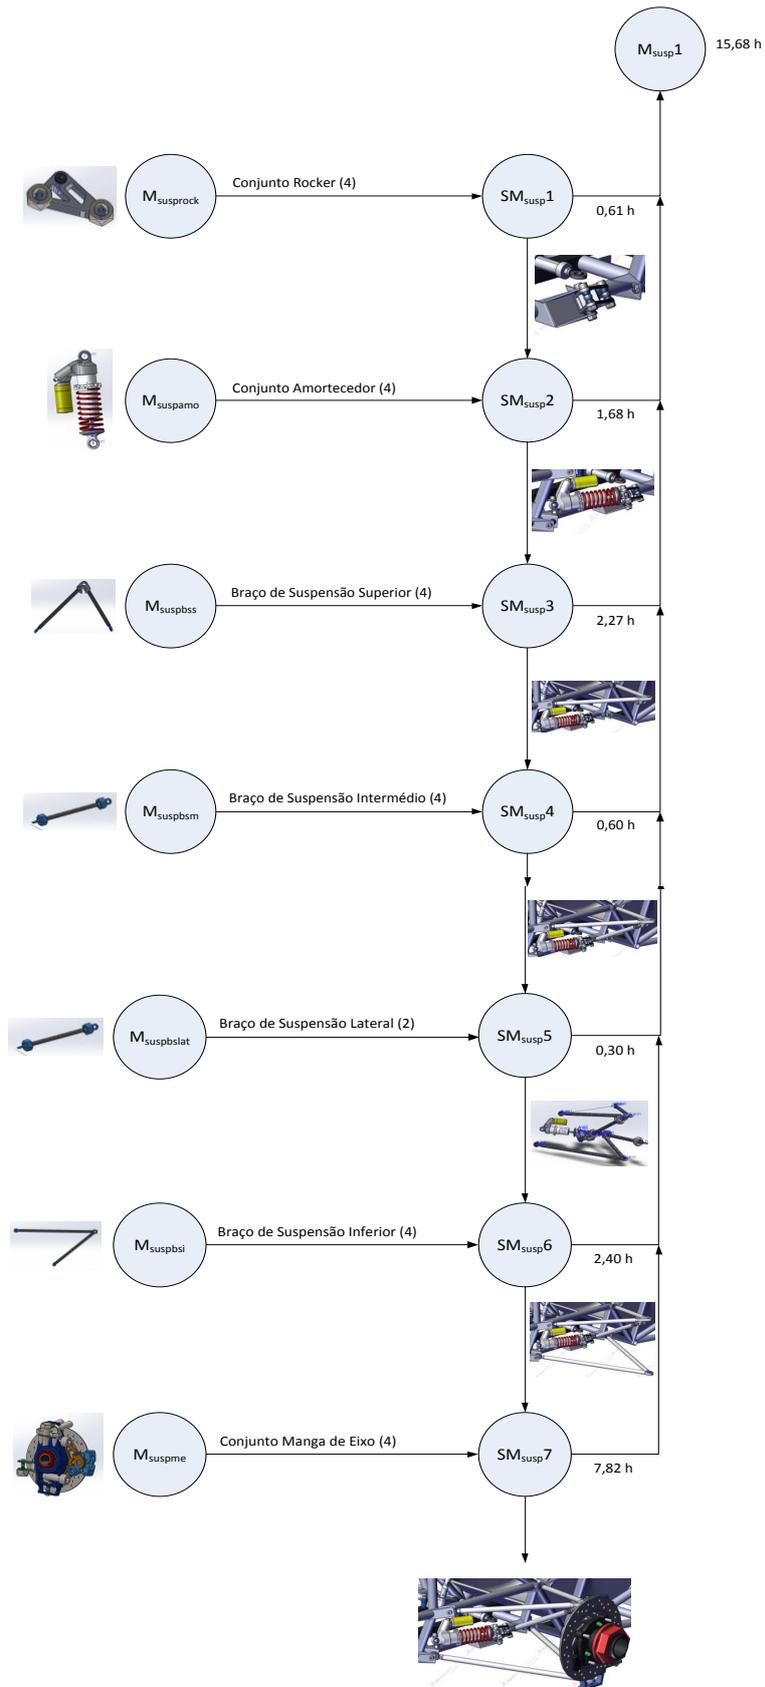 Msusp1
15,68 h
Msusprock
Conjunto Rocker (4)
SMsusp1
0,61 h
Msuspamo
Conjunto Amortecedor (4)
SMsusp2
1,68 h
Msuspbss
Braço de Suspensão Superior (4)
SMsusp3
2,27 h
Msuspbsm
Braço de Suspensão Intermédio (4)
SMsusp4
0,60 h
Msuspbslat
Braço de Suspensão Lateral (2)
SMsusp5
0,30 h
Msuspbsi
Braço de Suspensão Inferior (4)
SMsusp6
2,40 h
Msuspme
Conjunto Manga de Eixo (4)
SMsusp7
7,82 h